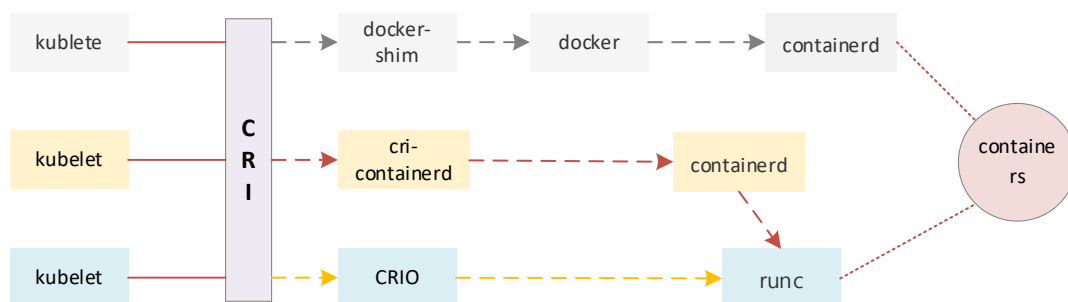 kublete
docker-
shim
docker
containerd
C
R
I
kubelet
cri-
containerd
containerd
containe
rs
kubelet
CRIO
runc